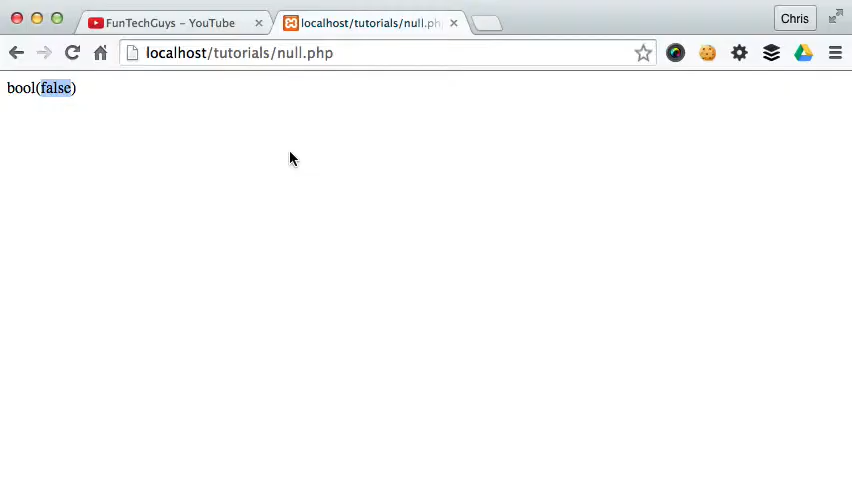 FunTechGuys – YouTube
localhost/tutorials/null.ph
Chris
localhost/tutorials/null.php
bool(false)